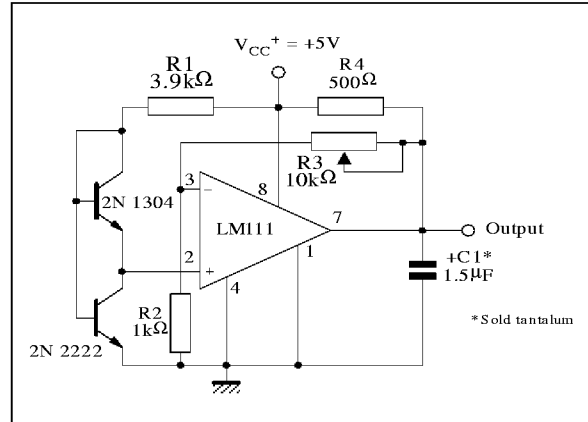 V_CC+ = +5V
R1
3.9kΩ
R4
500Ω
R3
10kΩ
3
8
2N 1304
LM111
7
Output
2
1
+C1*
1.5µF
4
R2
1kΩ
*Sold tantalum
2N 2222